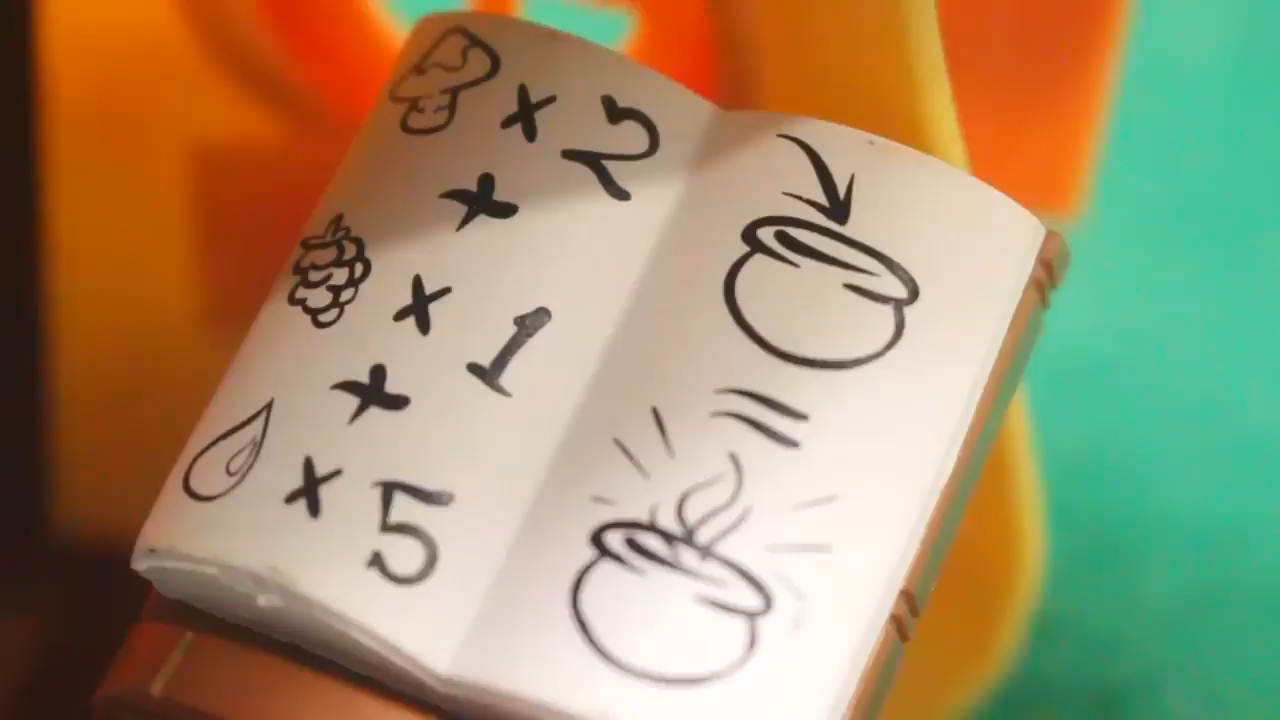 x 2
+
x 1
+
x 5
=